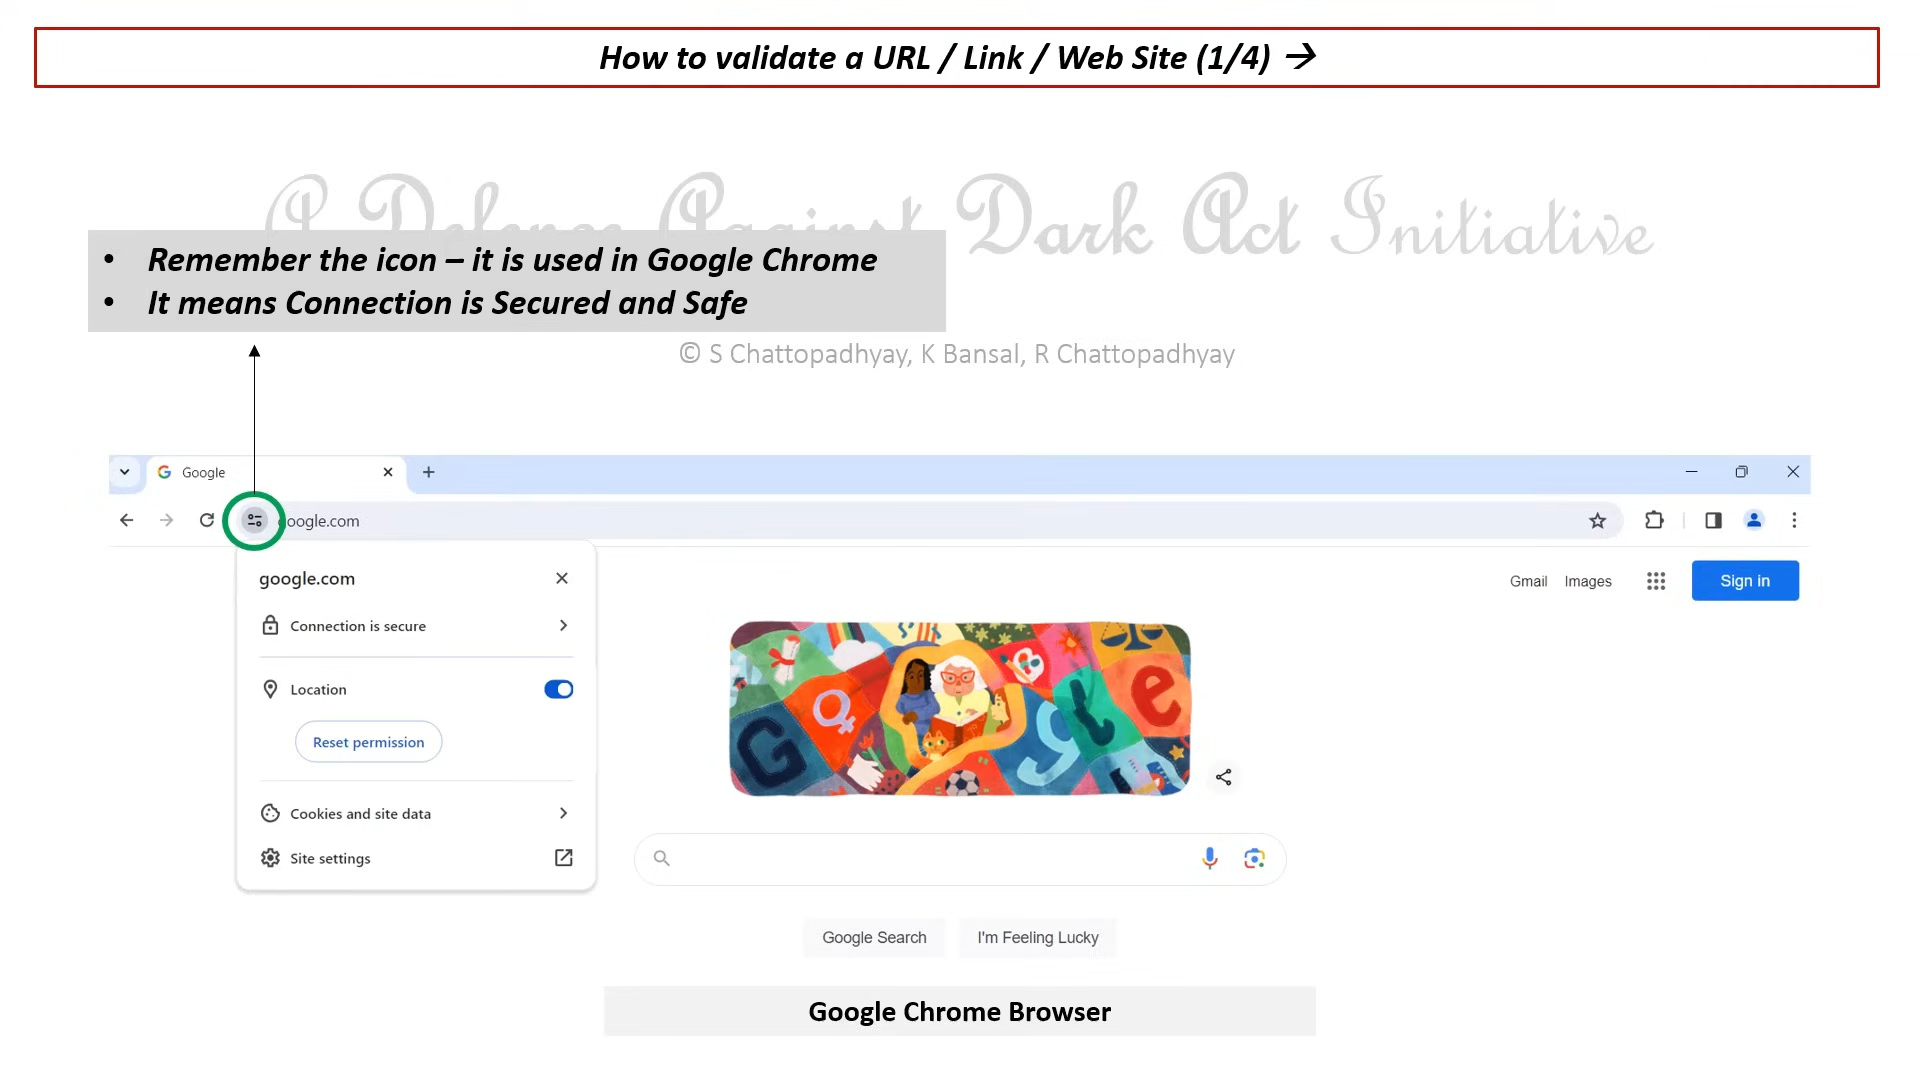 How to validate a URL / Link / Web Site (1/4) →
A Defence Against Dark Act Initiative
• Remember the icon – it is used in Google Chrome
• It means Connection is Secured and Safe
© S Chattopadhyay, K Bansal, R Chattopadhyay
Google
google.com
google.com
Connection is secure
Location
Reset permission
Cookies and site data
Site settings
Gmail Images
Sign in
Google Search
I'm Feeling Lucky
Google Chrome Browser